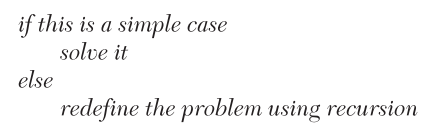 if this is a simple case
solve it
else
redefine the problem using recursion